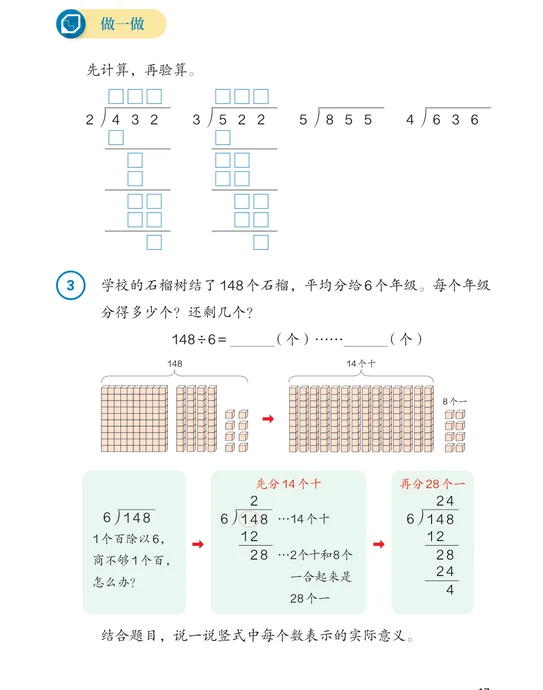 做一做
先计算，再验算。
2 4 3 2   3 5 2 2   5 8 5 5   4 6 3 6
3 学校的石榴树结了148个石榴，平均分给6个年级。每个年级
分得多少个？还剩几个？
148÷6=______（个）……______（个）
148   14个十
8个一
先分14个十   再分28个一
2   24
6 148   6 148 …14个十   6 148
1个百除以6，   12   12
商不够1个百，   28 …2个十和8个   28
怎么办？   一合起来是   24
28个一   4
结合题目，说一说竖式中每个数表示的实际意义。